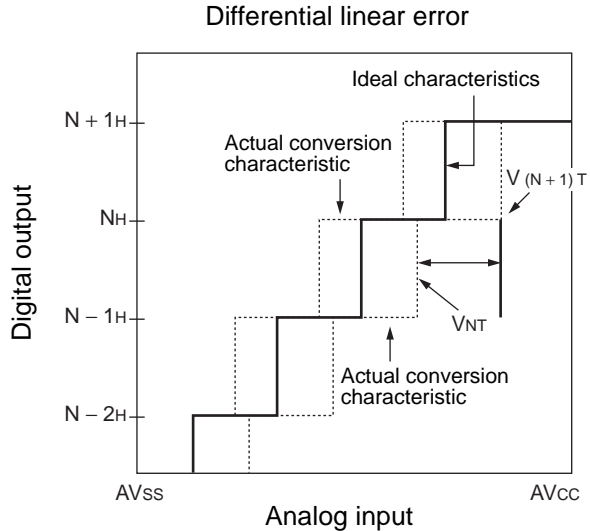 Differential linear error
Ideal characteristics
N + 1H
Actual conversion
characteristic
V (N + 1) T
NH
Digital output
N − 1H
VNT
Actual conversion
characteristic
N − 2H
AVSS
AVCC
Analog input